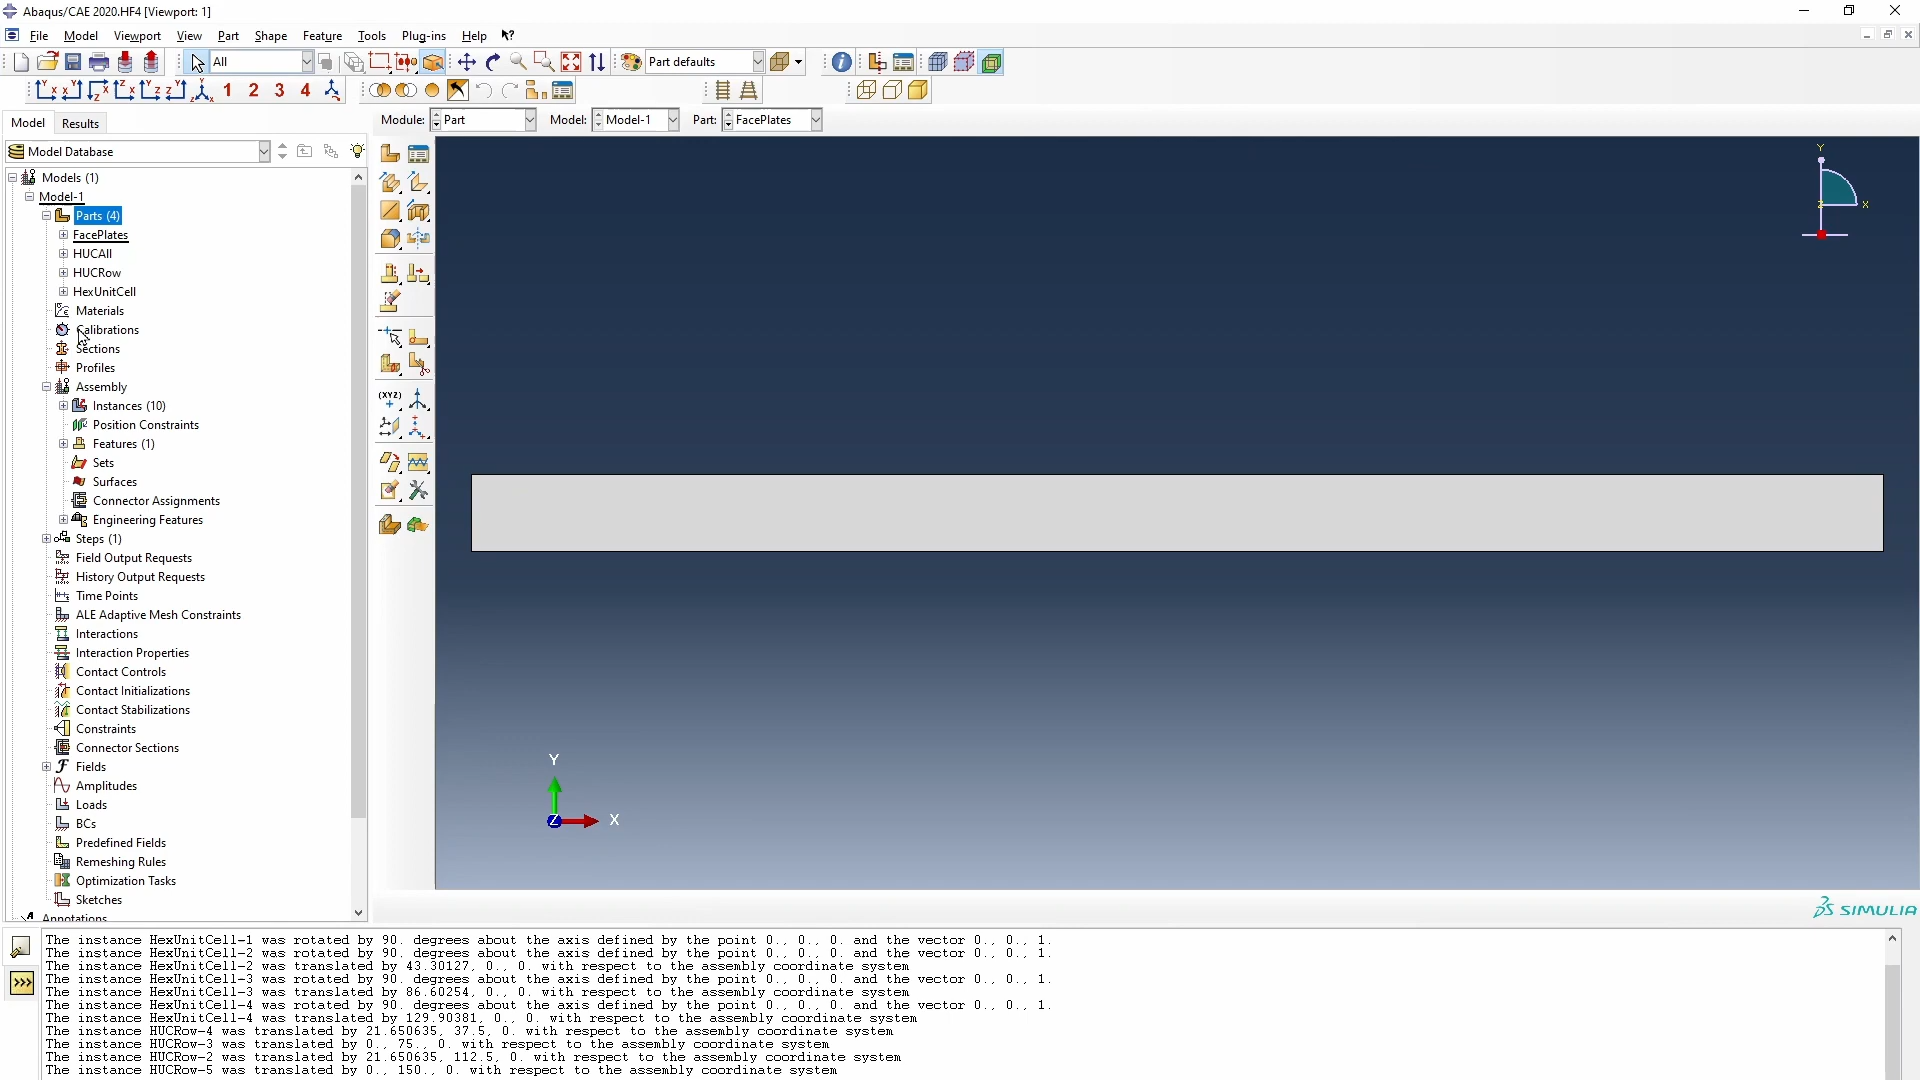 Abaqus/CAE 2020.HF4 [Viewport: 1]
File Model Viewport View Part Shape Feature Tools Plug-ins Help
All
Part defaults
1 2 3 4
Model Results
Module: Part Model: Model-1 Part: FacePlates
Model Database
Models (1)
Model-1
Parts (4)
FacePlates
HUCAll
HUCRow
HexUnitCell
Materials
Calibrations
Sections
Profiles
Assembly
Instances (10)
Position Constraints
Features (1)
Sets
Surfaces
Connector Assignments
Engineering Features
Steps (1)
Field Output Requests
History Output Requests
Time Points
ALE Adaptive Mesh Constraints
Interactions
Interaction Properties
Contact Controls
Contact Initializations
Contact Stabilizations
Constraints
Connector Sections
Fields
Amplitudes
Loads
BCs
Predefined Fields
Remeshing Rules
Optimization Tasks
Sketches
Annotations
(XYZ)
Y
Z X
Y
Z X
SIMULIA
The instance HexUnitCell-1 was rotated by 90. degrees about the axis defined by the point 0., 0., 0. and the vector 0., 0., 1.
The instance HexUnitCell-2 was rotated by 90. degrees about the axis defined by the point 0., 0., 0. and the vector 0., 0., 1.
The instance HexUnitCell-2 was translated by 43.30127, 0., 0. with respect to the assembly coordinate system
The instance HexUnitCell-3 was rotated by 90. degrees about the axis defined by the point 0., 0., 0. and the vector 0., 0., 1.
The instance HexUnitCell-3 was translated by 86.60254, 0., 0. with respect to the assembly coordinate system
The instance HexUnitCell-4 was rotated by 90. degrees about the axis defined by the point 0., 0., 0. and the vector 0., 0., 1.
The instance HexUnitCell-4 was translated by 129.90381, 0., 0. with respect to the assembly coordinate system
The instance HUCRow-4 was translated by 21.650635, 37.5, 0. with respect to the assembly coordinate system
The instance HUCRow-3 was translated by 0., 75., 0. with respect to the assembly coordinate system
The instance HUCRow-2 was translated by 21.650635, 112.5, 0. with respect to the assembly coordinate system
The instance HUCRow-5 was translated by 0., 150., 0. with respect to the assembly coordinate system